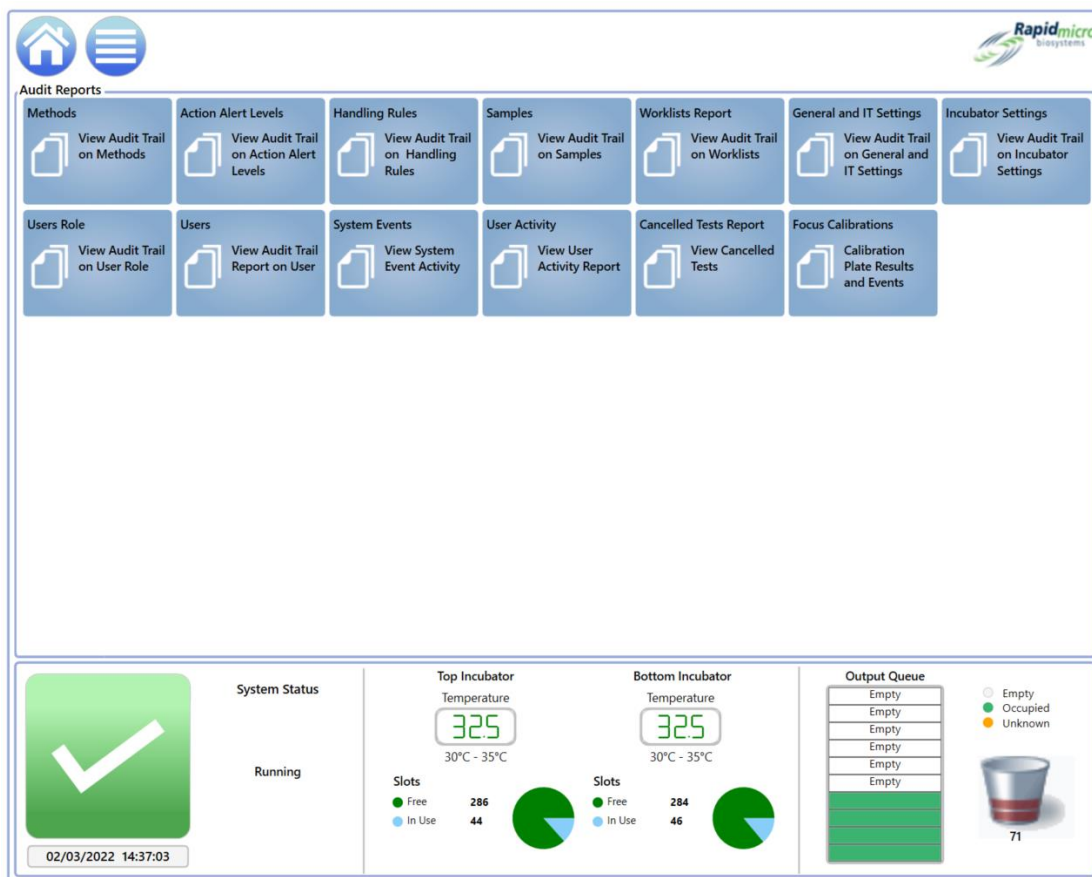 Rapidmicro
biosystems
Audit Reports
Methods
View Audit Trail
on Methods
Action Alert Levels
View Audit Trail
on Action Alert
Levels
Handling Rules
View Audit Trail
on Handling
Rules
Samples
View Audit Trail
on Samples
Worklists Report
View Audit Trail
on Worklists
General and IT Settings
View Audit Trail
on General and
IT Settings
Incubator Settings
View Audit Trail
on Incubator
Settings
Users Role
View Audit Trail
on User Role
Users
View Audit Trail
Report on User
System Events
View System
Event Activity
User Activity
View User
Activity Report
Cancelled Tests Report
View Cancelled
Tests
Focus Calibrations
Calibration
Plate Results
and Events
System Status
Running
02/03/2022 14:37:03
Top Incubator
Temperature
32.5
30°C - 35°C
Slots
Free 286
In Use 44
Bottom Incubator
Temperature
32.5
30°C - 35°C
Slots
Free 284
In Use 46
Output Queue
Empty
Empty
Empty
Empty
Empty
Empty
Empty
Occupied
Unknown
71